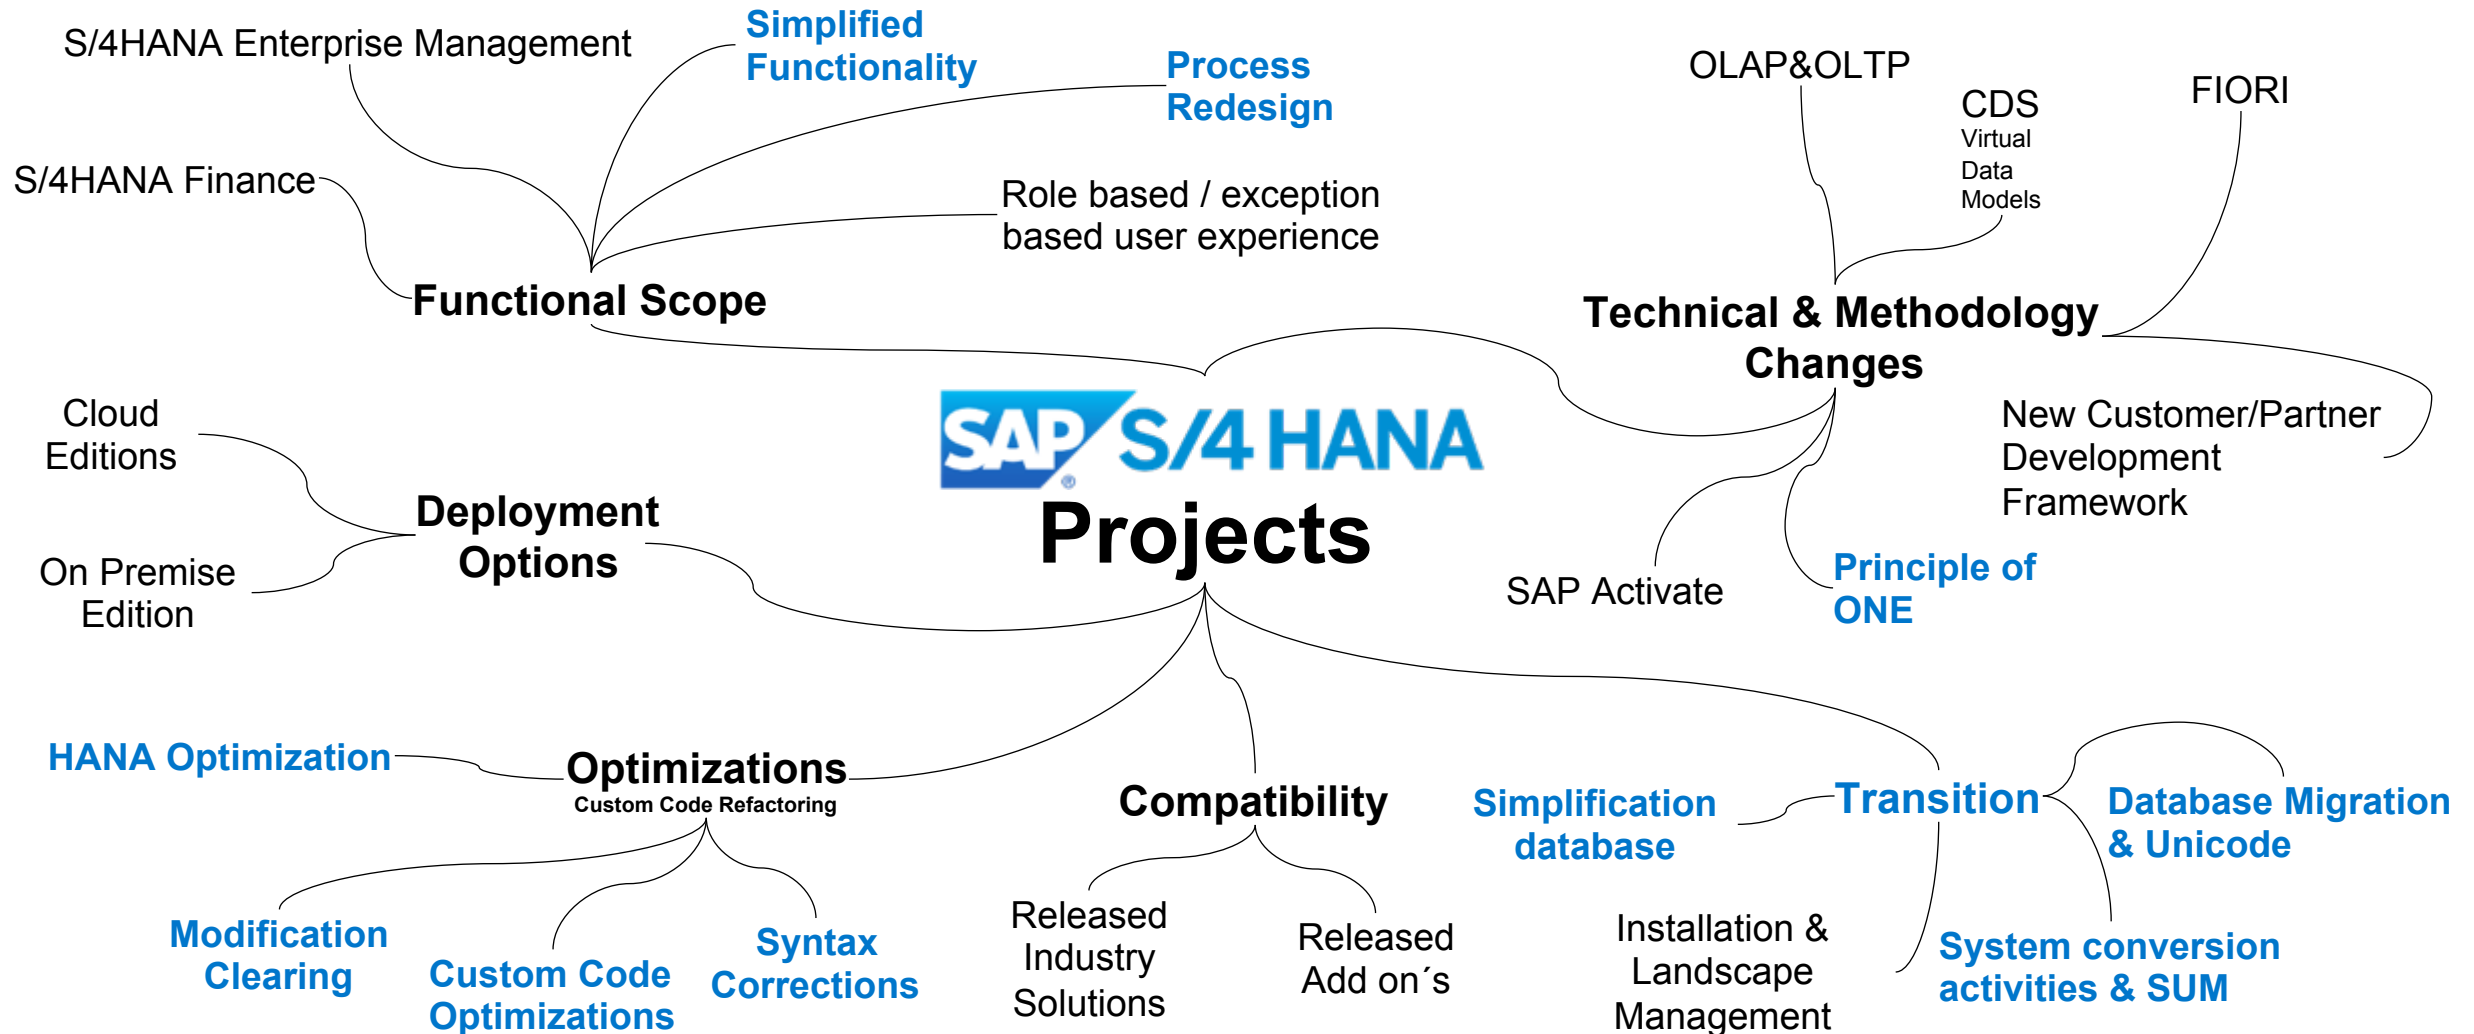 S/4HANA Enterprise Management
Simplified
Functionality
Process
Redesign
S/4HANA Finance
Role based / exception
based user experience
Functional Scope
OLAP&OLTP
CDS
Virtual
Data
Models
FIORI
Technical & Methodology
Changes
New Customer/Partner
Development
Framework
SAP Activate
Principle of
ONE
SAP® S/4 HANA
Projects
Cloud
Editions
On Premise
Edition
Deployment
Options
HANA Optimization
Optimizations
Custom Code Refactoring
Modification
Clearing
Custom Code
Optimizations
Syntax
Corrections
Compatibility
Released
Industry
Solutions
Released
Add on´s
Transition
Simplification
database
Database Migration
& Unicode
Installation &
Landscape
Management
System conversion
activities & SUM